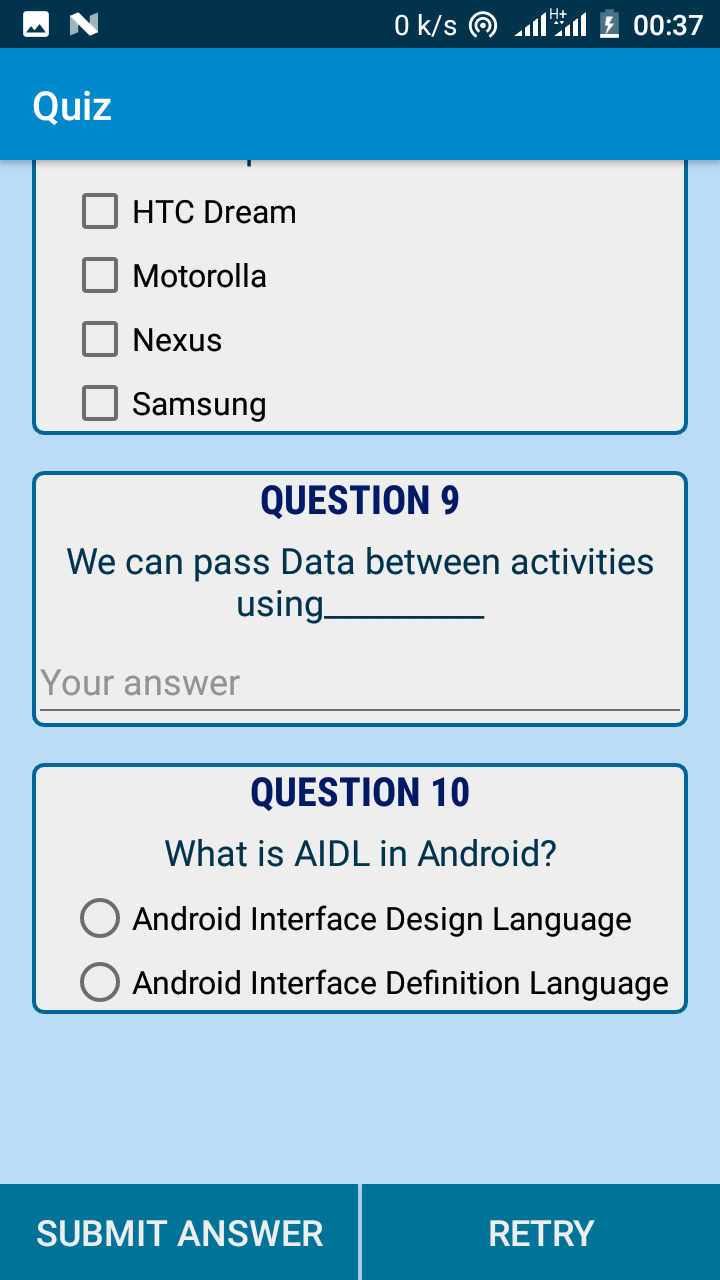 0 k/s H+ 00:37
Quiz
HTC Dream
Motorolla
Nexus
Samsung
QUESTION 9
We can pass Data between activities
using__________
Your answer
QUESTION 10
What is AIDL in Android?
Android Interface Design Language
Android Interface Definition Language
SUBMIT ANSWER RETRY